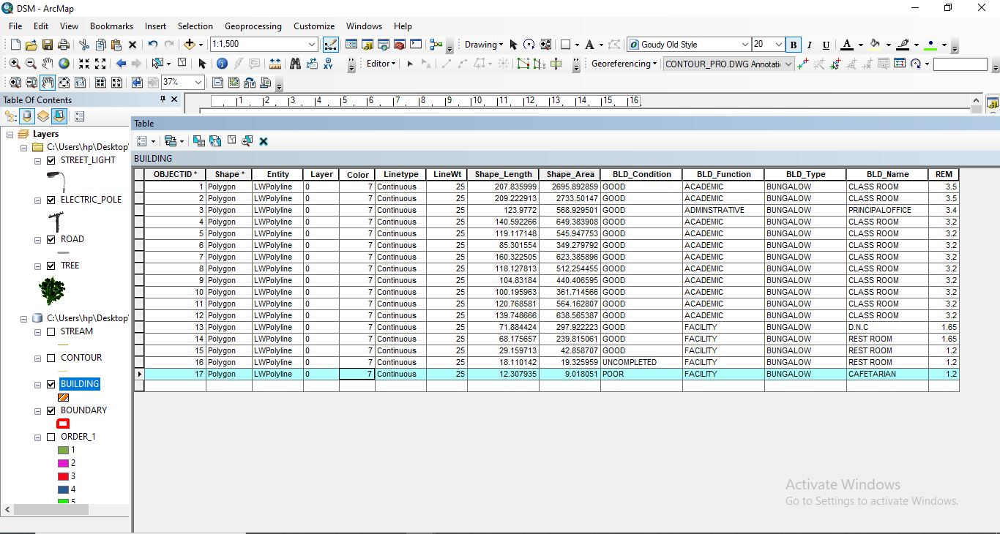 DSM - ArcMap
File Edit View Bookmarks Insert Selection Geoprocessing Customize Windows Help
1:1,500 Drawing Goudy Old Style 20 B I U A
Editor Georeferencing CONTOUR_PRO.DWG Annotati
37%
Table Of Contents
1 2 3 4 5 6 7 8 9 10 11 12 13 14 15 16
Table
Layers
C:\Users\hp\Desktop
STREET_LIGHT
ELECTRIC_POLE
ROAD
TREE
C:\Users\hp\Desktop
STREAM
CONTOUR
BUILDING
BOUNDARY
ORDER_1
1
2
3
4
5
BUILDING
OBJECTID * Shape * Entity Layer Color Linetype LineWt Shape_Length Shape_Area BLD_Condition BLD_Function BLD_Type BLD_Name REM
1 Polygon LWPolyline 0 7 Continuous 25 207.835999 2695.892859 GOOD ACADEMIC BUNGALOW CLASS ROOM 3.5
2 Polygon LWPolyline 0 7 Continuous 25 209.222913 2733.50147 GOOD ACADEMIC BUNGALOW CLASS ROOM 3.5
3 Polygon LWPolyline 0 7 Continuous 25 123.9772 568.929501 GOOD ADMINSTRATIVE BUNGALOW PRINCIPALOFFICE 3.4
4 Polygon LWPolyline 0 7 Continuous 25 140.592266 649.383908 GOOD ACADEMIC BUNGALOW CLASS ROOM 3.2
5 Polygon LWPolyline 0 7 Continuous 25 119.117148 545.947753 GOOD ACADEMIC BUNGALOW CLASS ROOM 3.2
6 Polygon LWPolyline 0 7 Continuous 25 85.301554 349.279792 GOOD ACADEMIC BUNGALOW CLASS ROOM 3.2
7 Polygon LWPolyline 0 7 Continuous 25 160.322505 623.385896 GOOD ACADEMIC BUNGALOW CLASS ROOM 3.2
8 Polygon LWPolyline 0 7 Continuous 25 118.127813 512.254455 GOOD ACADEMIC BUNGALOW CLASS ROOM 3.2
9 Polygon LWPolyline 0 7 Continuous 25 104.83184 440.406595 GOOD ACADEMIC BUNGALOW CLASS ROOM 3.2
10 Polygon LWPolyline 0 7 Continuous 25 100.195963 361.714566 GOOD ACADEMIC BUNGALOW CLASS ROOM 3.2
11 Polygon LWPolyline 0 7 Continuous 25 120.768581 564.162807 GOOD ACADEMIC BUNGALOW CLASS ROOM 3.2
12 Polygon LWPolyline 0 7 Continuous 25 139.748666 638.565387 GOOD ACADEMIC BUNGALOW CLASS ROOM 3.2
13 Polygon LWPolyline 0 7 Continuous 25 71.884424 297.922223 GOOD FACILITY BUNGALOW D.N.C 1.65
14 Polygon LWPolyline 0 7 Continuous 25 68.175657 239.815061 GOOD FACILITY BUNGALOW REST ROOM 1.65
15 Polygon LWPolyline 0 7 Continuous 25 29.159713 42.858707 GOOD FACILITY BUNGALOW REST ROOM 1.2
16 Polygon LWPolyline 0 7 Continuous 25 18.110142 19.325959 UNCOMPLETED FACILITY BUNGALOW REST ROOM 1.2
17 Polygon LWPolyline 0 7 Continuous 25 12.307935 9.018051 POOR FACILITY BUNGALOW CAFETARIAN 1.2
Activate Windows
Go to Settings to activate Windows.